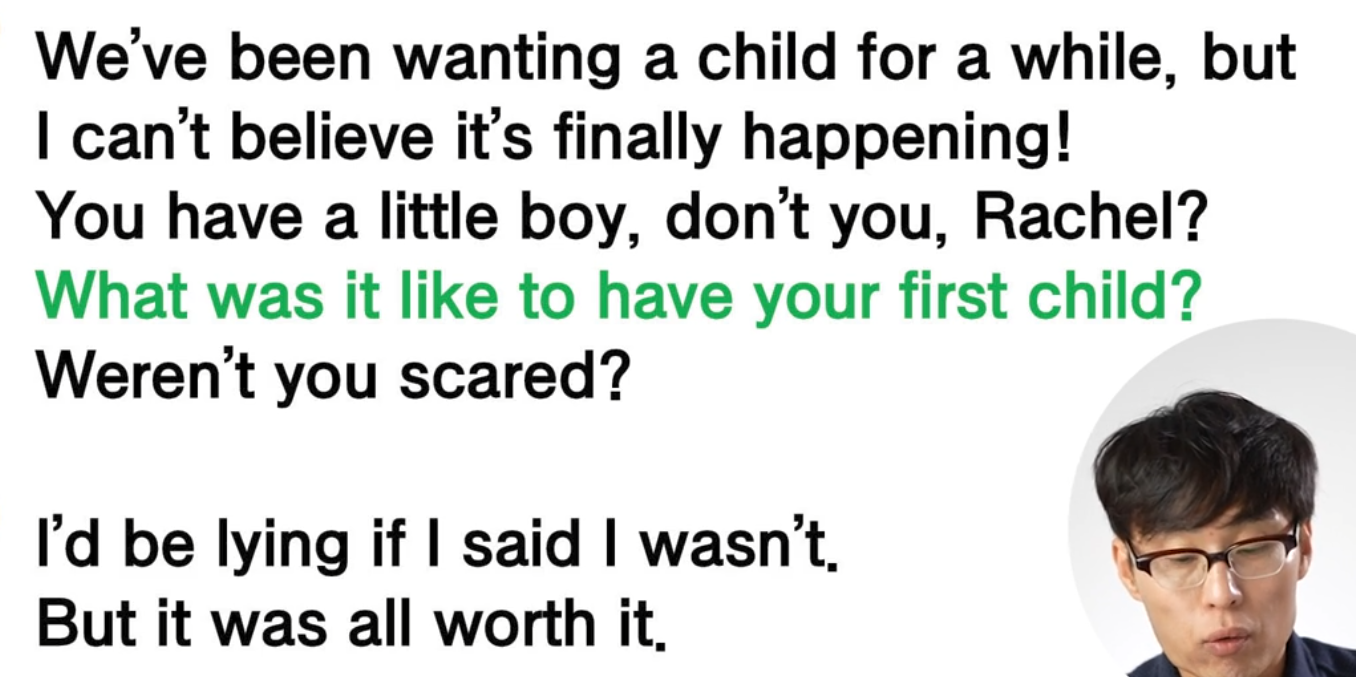 We've been wanting a child for a while, but
I can't believe it's finally happening!
You have a little boy, don't you, Rachel?
What was it like to have your first child?
Weren't you scared?
I'd be lying if I said I wasn't.
But it was all worth it.